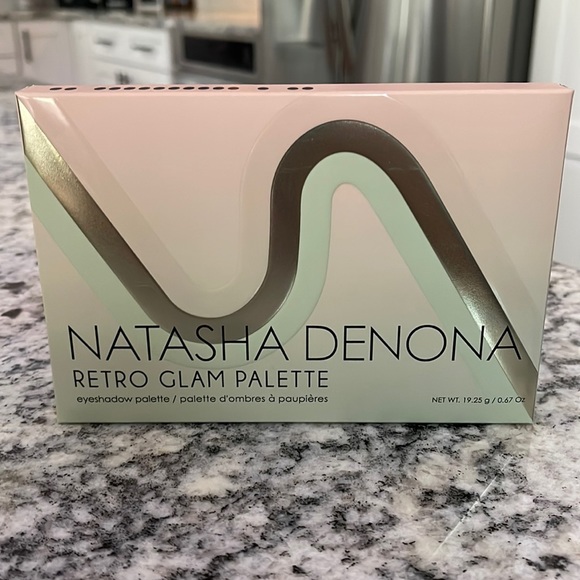 NATASHA DENONA
RETRO GLAM PALETTE
eyeshadow palette / palette d'ombres à paupières
NET WT. 19.25 g / 0.67 Oz